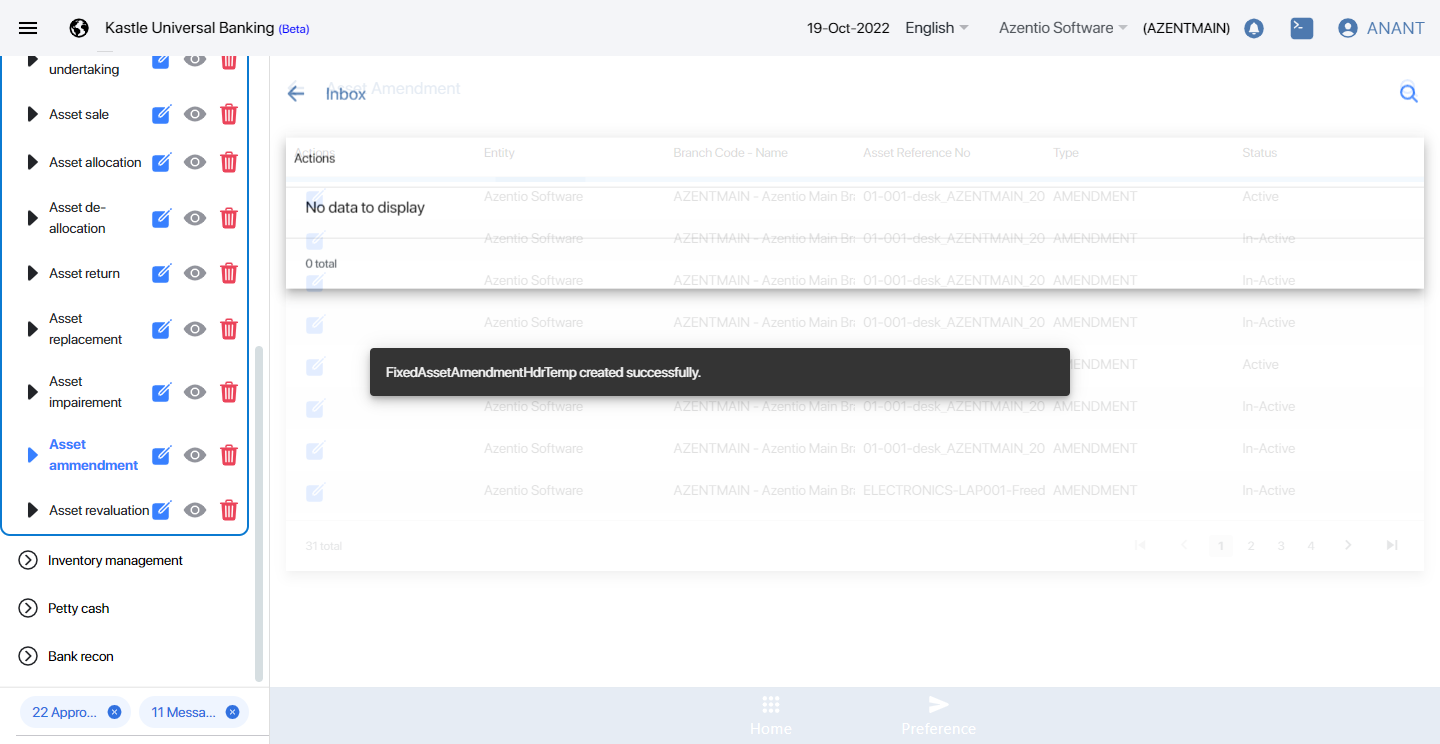 Kastle Universal Banking (Beta)
19-Oct-2022
English
Azentio Software
(AZENTMAIN)
ANANT
undertaking
Asset sale
Asset allocation
Asset de-
allocation
Asset return
Asset
replacement
Asset
impairement
Asset
ammendment
Asset revaluation
Inventory management
Petty cash
Bank recon
22 Appro...
11 Messa...
Asset Amendment
Inbox
Actions Entity Branch Code - Name Asset Reference No Type Status
Actions
Azentio Software AZENTMAIN - Azentio Main Bra 01-001-desk_AZENTMAIN_20 AMENDMENT Active
No data to display
Azentio Software AZENTMAIN - Azentio Main Bra 01-001-desk_AZENTMAIN_20 AMENDMENT In-Active
0 total
Azentio Software AZENTMAIN - Azentio Main Bra 01-001-desk_AZENTMAIN_20 AMENDMENT In-Active
Azentio Software AZENTMAIN - Azentio Main Bra 01-001-desk_AZENTMAIN_20 AMENDMENT In-Active
AMENDMENT Active
FixedAssetAmendmentHdrTemp created successfully.
Azentio Software AZENTMAIN - Azentio Main Bra 01-001-desk_AZENTMAIN_20 AMENDMENT In-Active
Azentio Software AZENTMAIN - Azentio Main Bra 01-001-desk_AZENTMAIN_20 AMENDMENT In-Active
Azentio Software AZENTMAIN - Azentio Main Bra ELECTRONICS-LAP001-Freed AMENDMENT In-Active
31 total
1 2 3 4
Home
Preference